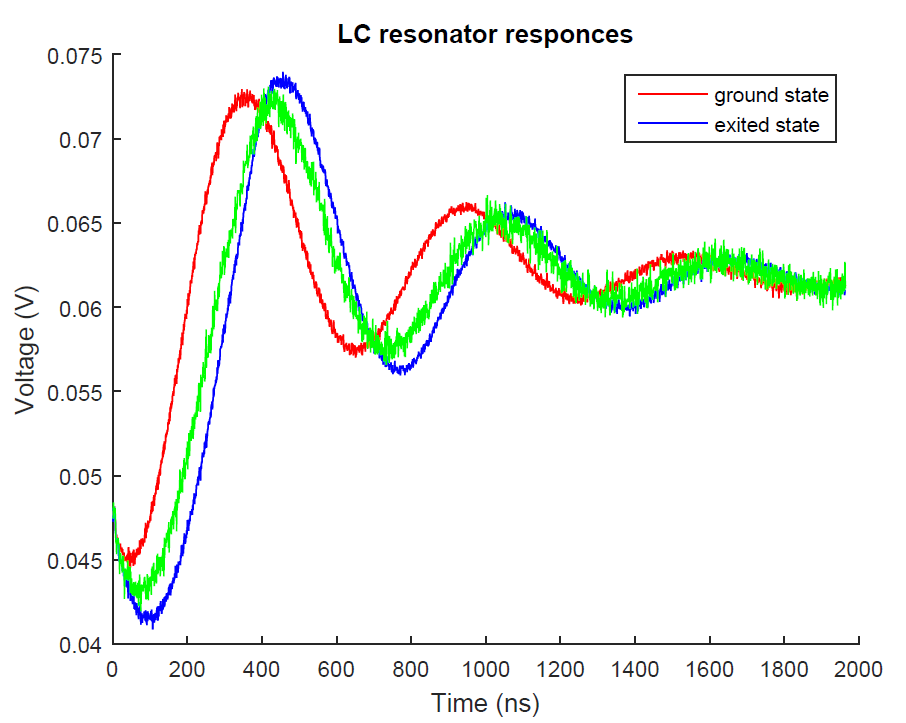 LC resonator responces
0.075
0.07
0.065
0.06
0.055
0.05
0.045
0.04
Voltage (V)
ground state
exited state
0 200 400 600 800 1000 1200 1400 1600 1800 2000
Time (ns)